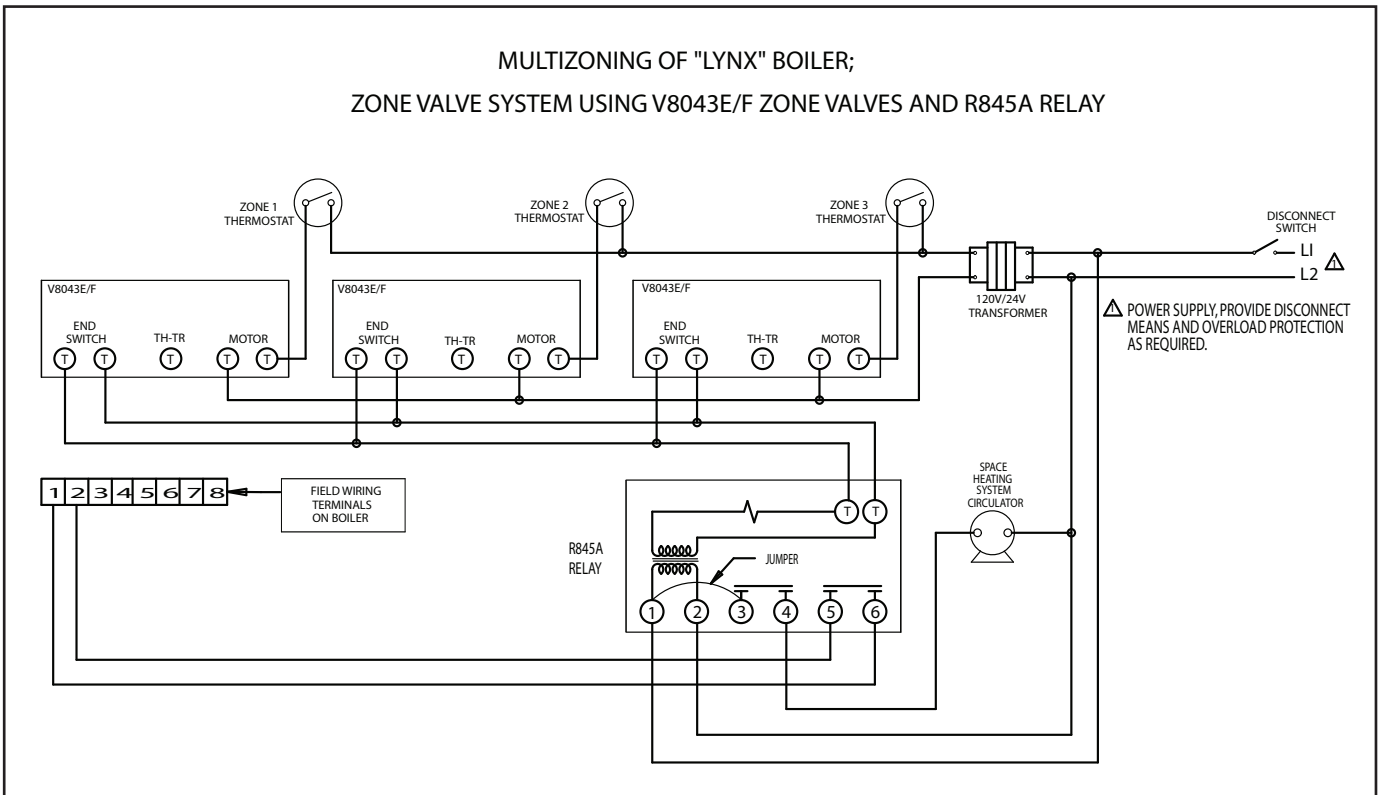 MULTIZONING OF "LYNX" BOILER;
ZONE VALVE SYSTEM USING V8043E/F ZONE VALVES AND R845A RELAY
ZONE 1
THERMOSTAT
ZONE 2
THERMOSTAT
ZONE 3
THERMOSTAT
DISCONNECT
SWITCH
LI
L2
1
120V/24V
TRANSFORMER
1 POWER SUPPLY, PROVIDE DISCONNECT
MEANS AND OVERLOAD PROTECTION
AS REQUIRED.
V8043E/F
END
SWITCH
TH-TR
MOTOR
T T T T T
V8043E/F
END
SWITCH
TH-TR
MOTOR
T T T T T
V8043E/F
END
SWITCH
TH-TR
MOTOR
T T T T T
1 2 3 4 5 6 7 8
FIELD WIRING
TERMINALS
ON BOILER
R845A
RELAY
T T
JUMPER
1 2 3 4 5 6
SPACE
HEATING
SYSTEM
CIRCULATOR